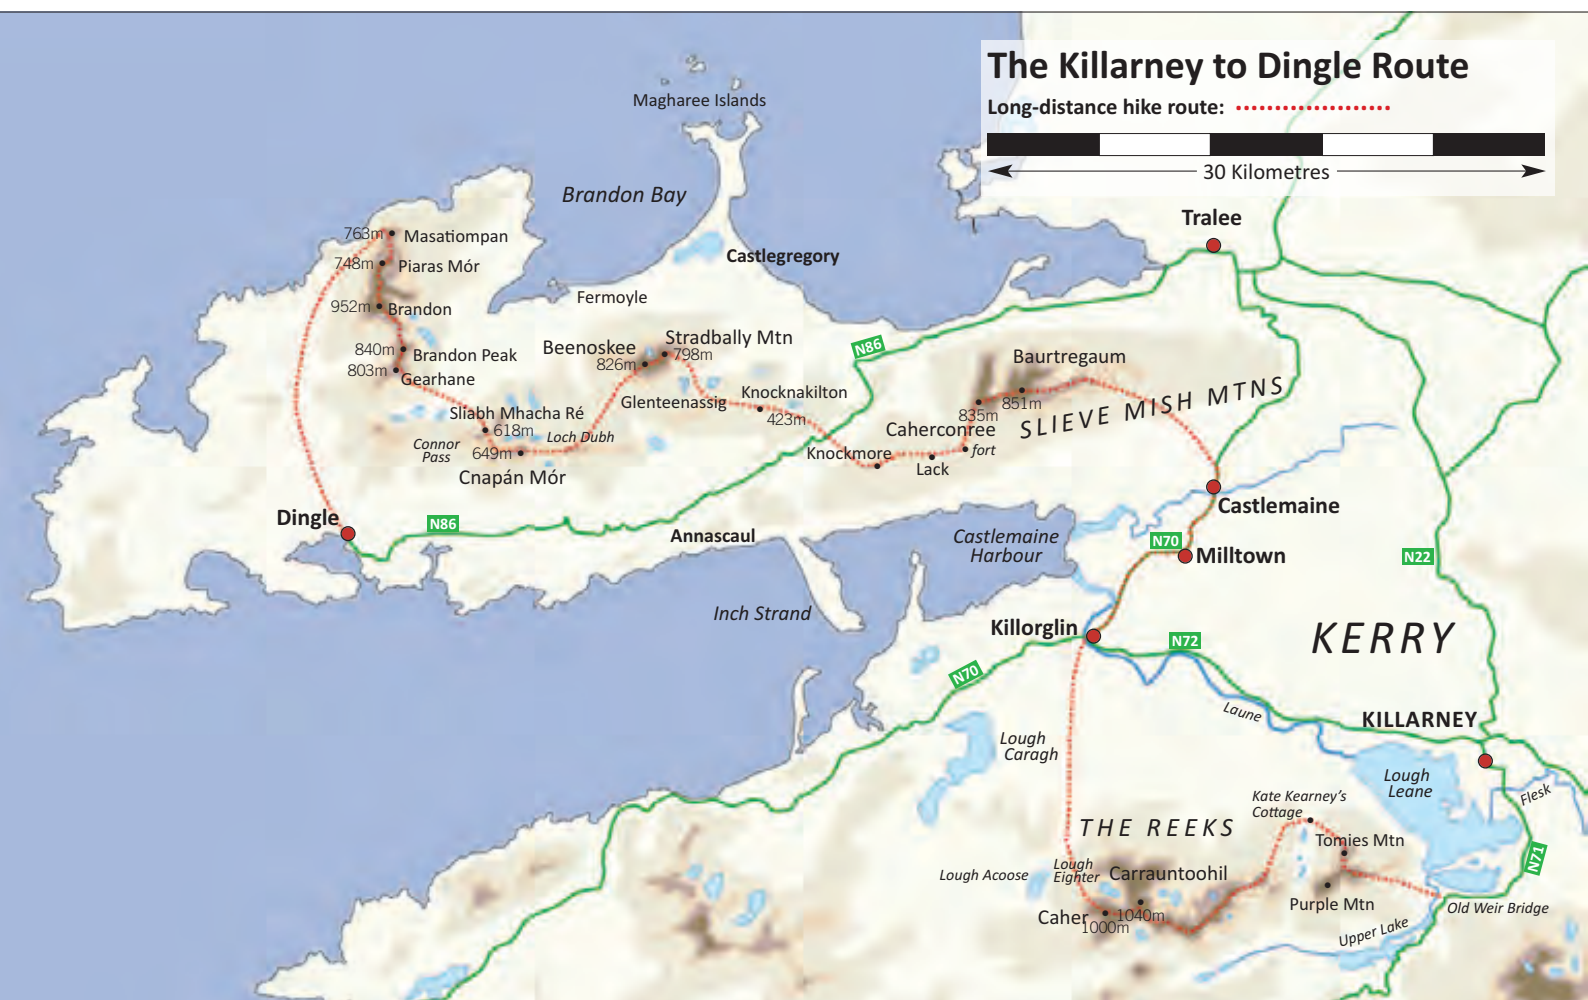 The Killarney to Dingle Route
Long-distance hike route:
30 Kilometres
Magharee Islands
Brandon Bay
Tralee
763m
Masatiompan
748m
Piaras Mór
Castlegregory
952m
Brandon
Fermoyle
840m
Brandon Peak
803m
Gearhane
Beenoskee
826m
Stradbally Mtn
798m
N86
Baurtregaum
851m
835m
Caherconree
SLIEVE MISH MTNS
Glenteenassig
Knocknakilton
423m
Sliabh Mhacha Ré
618m
Connor
Pass
Loch Dubh
649m
Cnapán Mór
Knockmore
Lack
fort
Dingle
N86
Annascaul
Castlemaine
Harbour
Castlemaine
N70
Milltown
N22
Inch Strand
Killorglin
N72
KERRY
N70
Laune
KILLARNEY
Lough
Caragh
Lough
Leane
Flesk
Kate Kearney's
Cottage
THE REEKS
Tomies Mtn
N71
Lough Acoose
Lough
Eighter
Carrauntoohil
1040m
Caher
1000m
Purple Mtn
Old Weir Bridge
Upper Lake